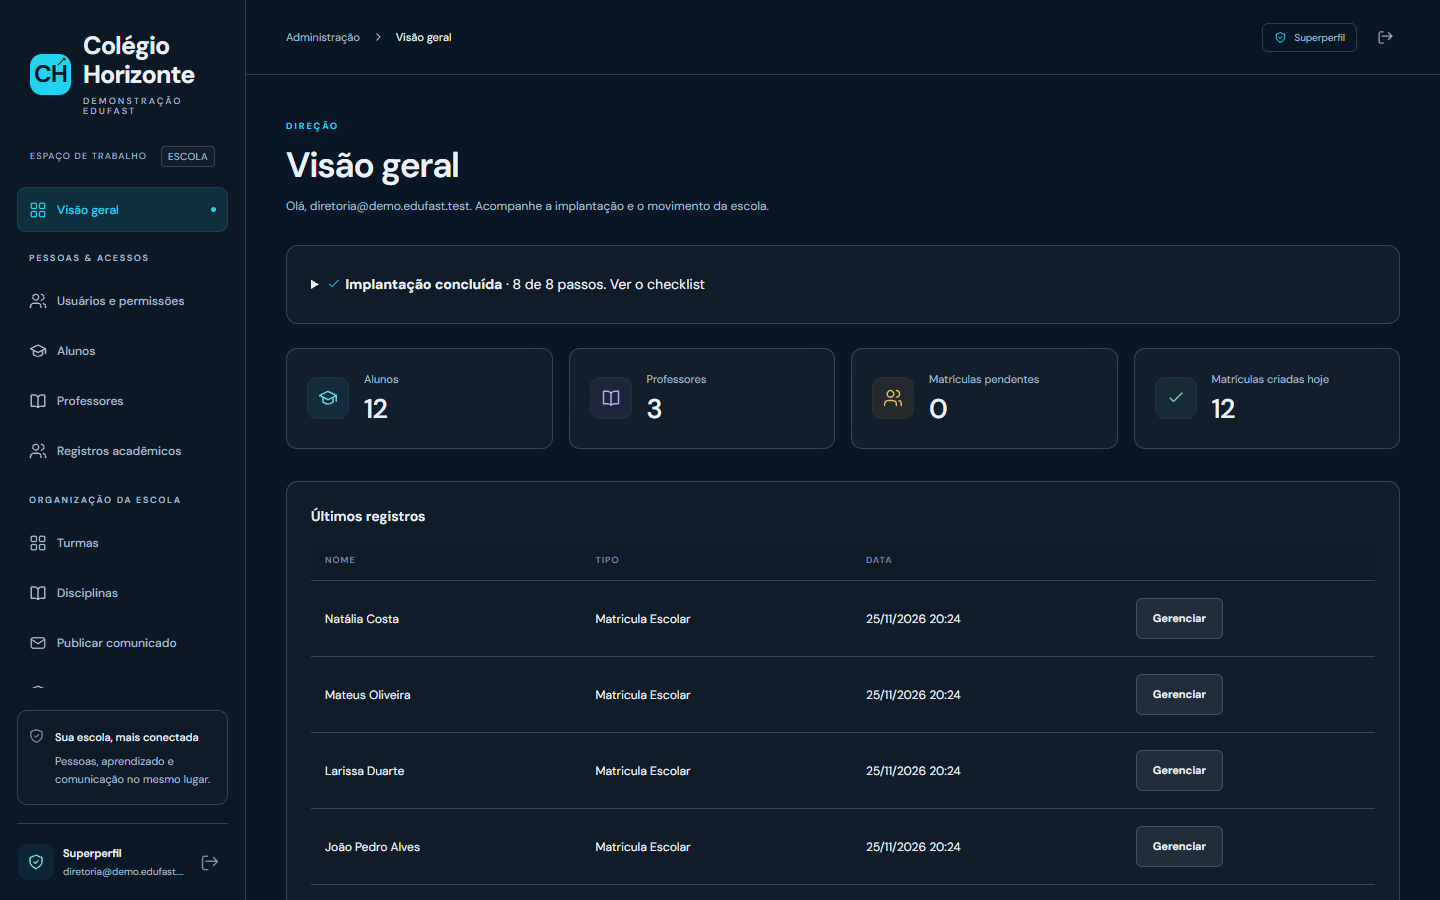 CH
Colégio
Horizonte
DEMONSTRAÇÃO
EDUFAST
ESPAÇO DE TRABALHO ESCOLA
Visão geral
PESSOAS & ACESSOS
Usuários e permissões
Alunos
Professores
Registros acadêmicos
ORGANIZAÇÃO DA ESCOLA
Turmas
Disciplinas
Publicar comunicado
Sua escola, mais conectada
Pessoas, aprendizado e
comunicação no mesmo lugar.
Superperfil
diretoria@demo.edufast...
Administração > Visão geral
Superperfil
DIREÇÃO
Visão geral
Olá, diretoria@demo.edufast.test. Acompanhe a implantação e o movimento da escola.
Implantação concluída · 8 de 8 passos. Ver o checklist
Alunos
12
Professores
3
Matrículas pendentes
0
Matrículas criadas hoje
12
Últimos registros
NOME TIPO DATA
Natália Costa Matricula Escolar 25/11/2026 20:24 Gerenciar
Mateus Oliveira Matricula Escolar 25/11/2026 20:24 Gerenciar
Larissa Duarte Matricula Escolar 25/11/2026 20:24 Gerenciar
João Pedro Alves Matricula Escolar 25/11/2026 20:24 Gerenciar